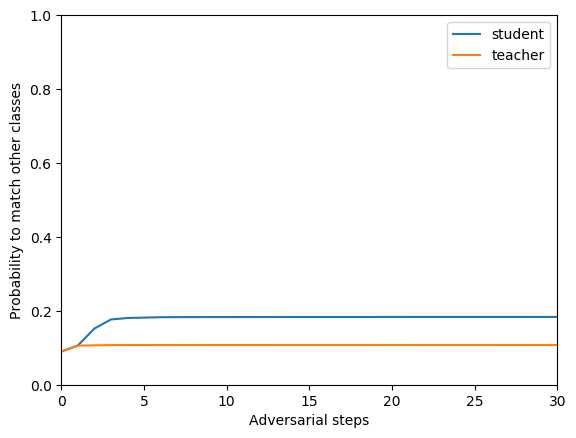 1.0
0.8
0.6
0.4
0.2
0.0
Probability to match other classes
student
teacher
0 5 10 15 20 25 30
Adversarial steps